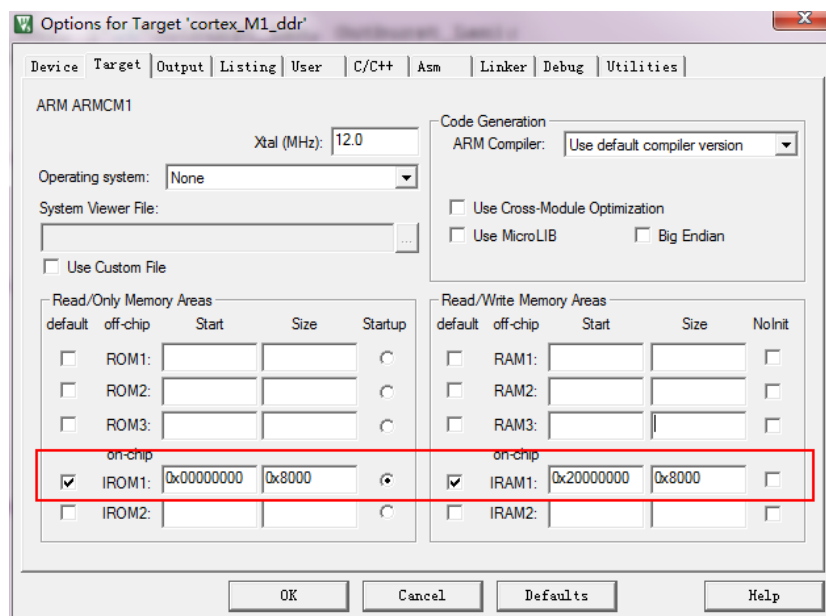 Options for Target 'cortex_M1_ddr'
Device Target Output Listing User C/C++ Asm Linker Debug Utilities
ARM ARMCM1
Xtal (MHz): 12.0
Operating system: None
System Viewer File:
...
Use Custom File
Code Generation
ARM Compiler: Use default compiler version
Use Cross-Module Optimization
Use MicroLIB Big Endian
Read/Only Memory Areas
default off-chip Start Size Startup
ROM1:
ROM2:
ROM3:
on-chip
IROM1: 0x00000000 0x8000
IROM2:
Read/Write Memory Areas
default off-chip Start Size NoInit
RAM1:
RAM2:
RAM3:
on-chip
IRAM1: 0x20000000 0x8000
IRAM2:
OK Cancel Defaults Help